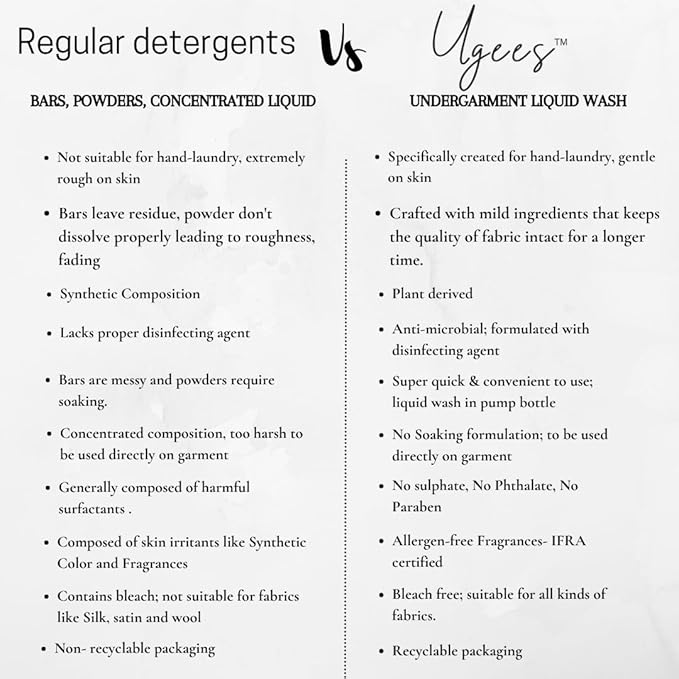 Regular detergents Vs Ugees™
BARS, POWDERS, CONCENTRATED LIQUID
• Not suitable for hand-laundry, extremely
rough on skin
• Bars leave residue, powder don't
dissolve properly leading to roughness,
fading
• Synthetic Composition
• Lacks proper disinfecting agent
• Bars are messy and powders require
soaking.
• Concentrated composition, too harsh to
be used directly on garment
• Generally composed of harmful
surfactants .
• Composed of skin irritants like Synthetic
Color and Fragrances
• Contains bleach; not suitable for fabrics
like Silk, satin and wool
• Non- recyclable packaging
UNDERGARMENT LIQUID WASH
• Specifically created for hand-laundry, gentle
on skin
• Crafted with mild ingredients that keeps
the quality of fabric intact for a longer
time.
• Plant derived
• Anti-microbial; formulated with
disinfecting agent
• Super quick & convenient to use;
liquid wash in pump bottle
• No Soaking formulation; to be used
directly on garment
• No sulphate, No Phthalate, No
Paraben
• Allergen-free Fragrances- IFRA
certified
• Bleach free; suitable for all kinds of
fabrics.
• Recyclable packaging